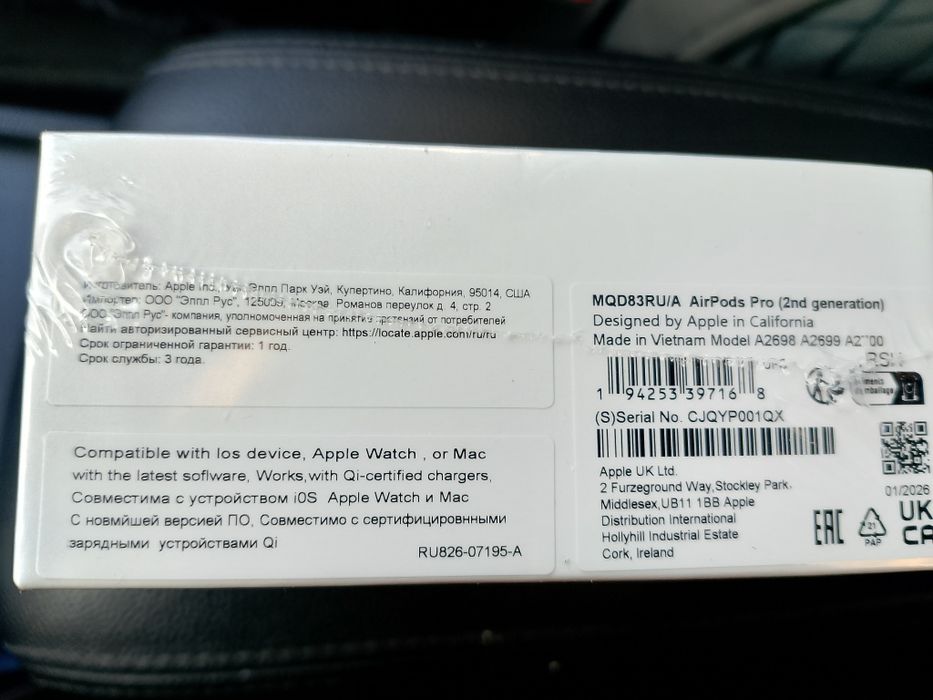 Изготовитель: Apple Inc. Уан Эппл Парк Уэй, Купертино, Калифорния, 95014, США
Импортер: ООО "Эппл Рус", 125009, Москва, Романов переулок д. 4, стр. 2
ООО "Эппл Рус"- компания, уполномоченная на принятие претензий от потребителей
Найти авторизированный сервисный центр: https://locate.apple.com/ru/ru
Срок ограниченной гарантии: 1 год.
Срок службы: 3 года.
Compatible with Ios device, Apple Watch , or Mac
with the latest soflware, Works,with Qi-certified chargers,
Совместима с устройством iOS Apple Watch и Mac
С новмйшей версией ПО, Совместимо с сертифицировнными
зарядными устройствами Qi
RU826-07195-A
MQD83RU/A AirPods Pro (2nd generation)
Designed by Apple in California
Made in Vietnam Model A2698 A2699
UPC
1 94253 39716 8
(S)Serial No. CJQYP001QX
Apple UK Ltd.
2 Furzeground Way,Stockley Park,
Middlesex,UB11 1BB Apple
Distribution International
Hollyhill Industrial Estate
Cork, Ireland
01/2026
EAC
21
PAP
UK
CA